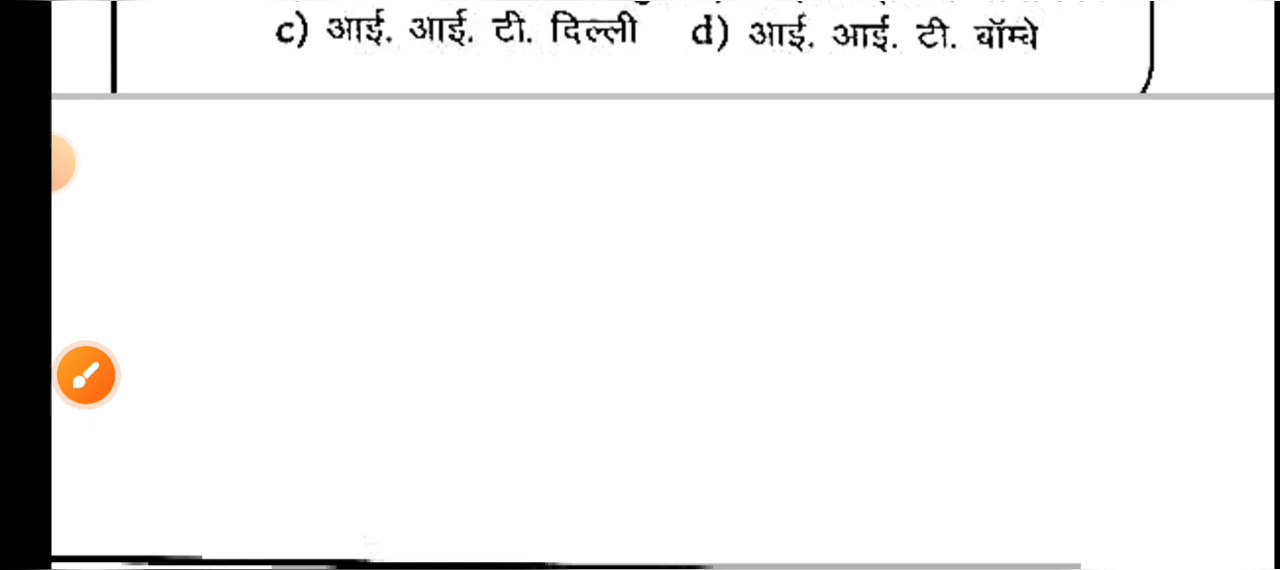 c) आई. आई. टी. दिल्ली d) आई. आई. टी. बॉम्बे